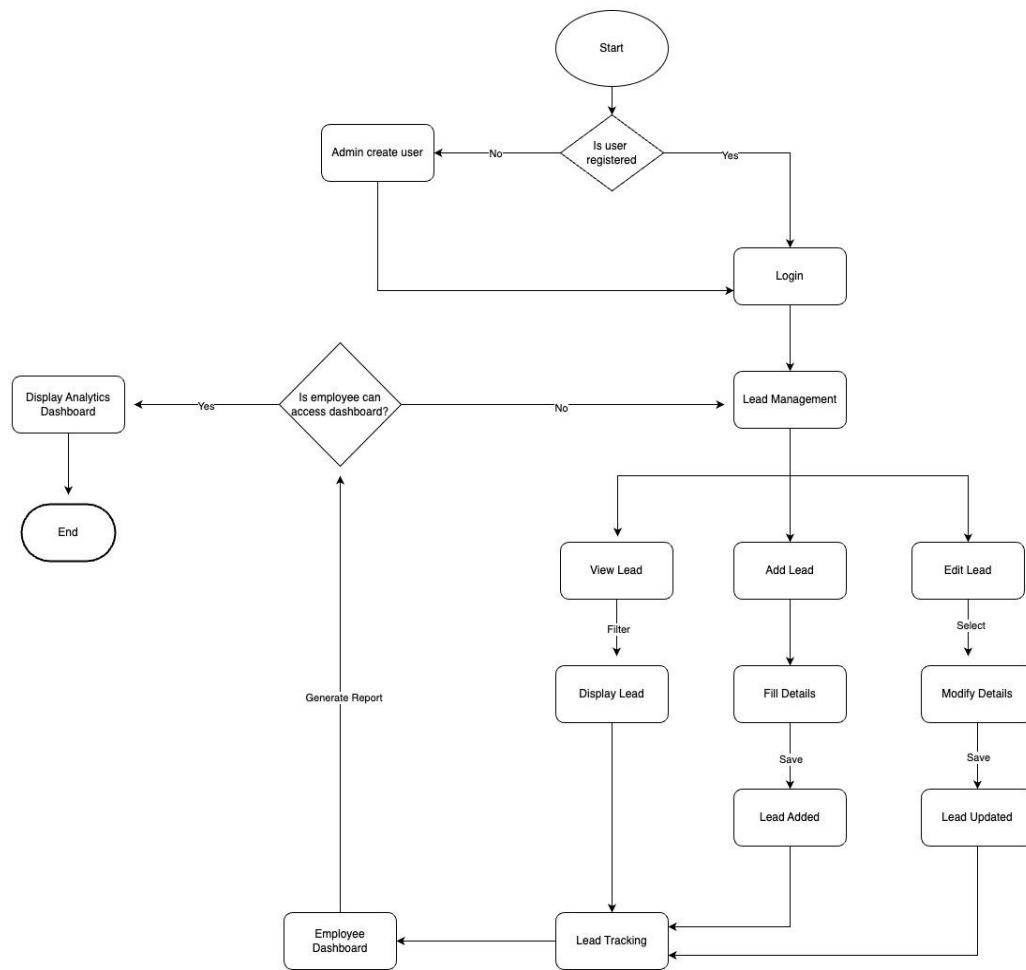 Start
Is user
registered
No
Yes
Admin create user
Login
Is employee can
access dashboard?
Yes
No
Display Analytics
Dashboard
Lead Management
End
View Lead
Add Lead
Edit Lead
Filter
Select
Display Lead
Fill Details
Modify Details
Generate Report
Save
Save
Lead Added
Lead Updated
Employee
Dashboard
Lead Tracking